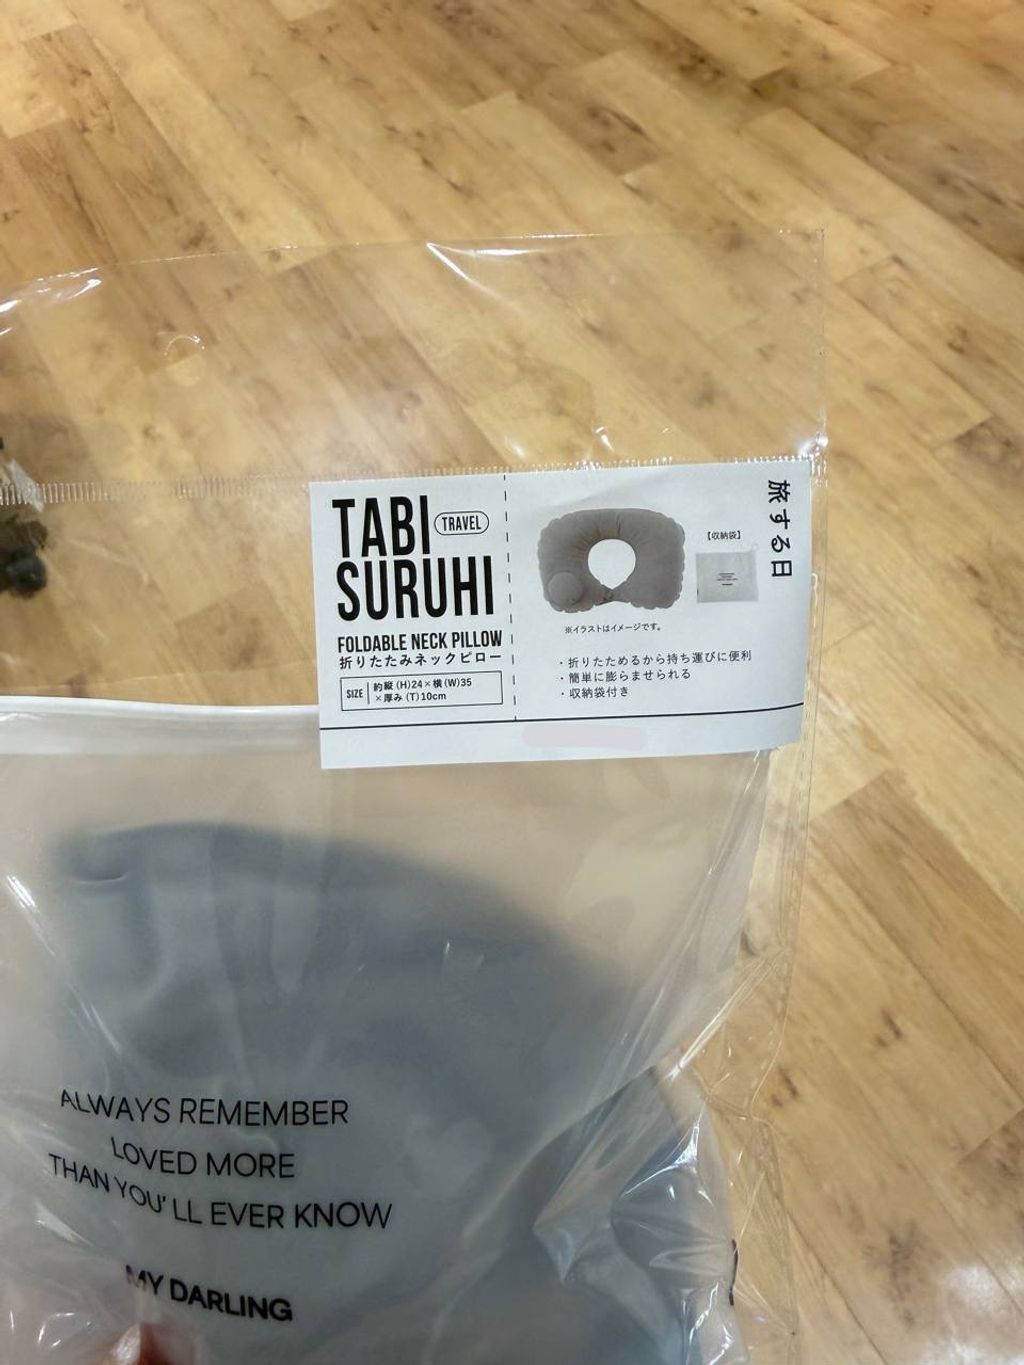 TABI
TRAVEL
SURUHI
FOLDABLE NECK PILLOW
折りたたみネックピロー
SIZE
約縦(H)24×横(W)35
×厚み(T)10cm
旅する日
【収納袋】
※イラストはイメージです。
・折りたためるから持ち運びに便利
・簡単に膨らませられる
・収納袋付き
ALWAYS REMEMBER
LOVED MORE
THAN YOU'LL EVER KNOW
MY DARLING